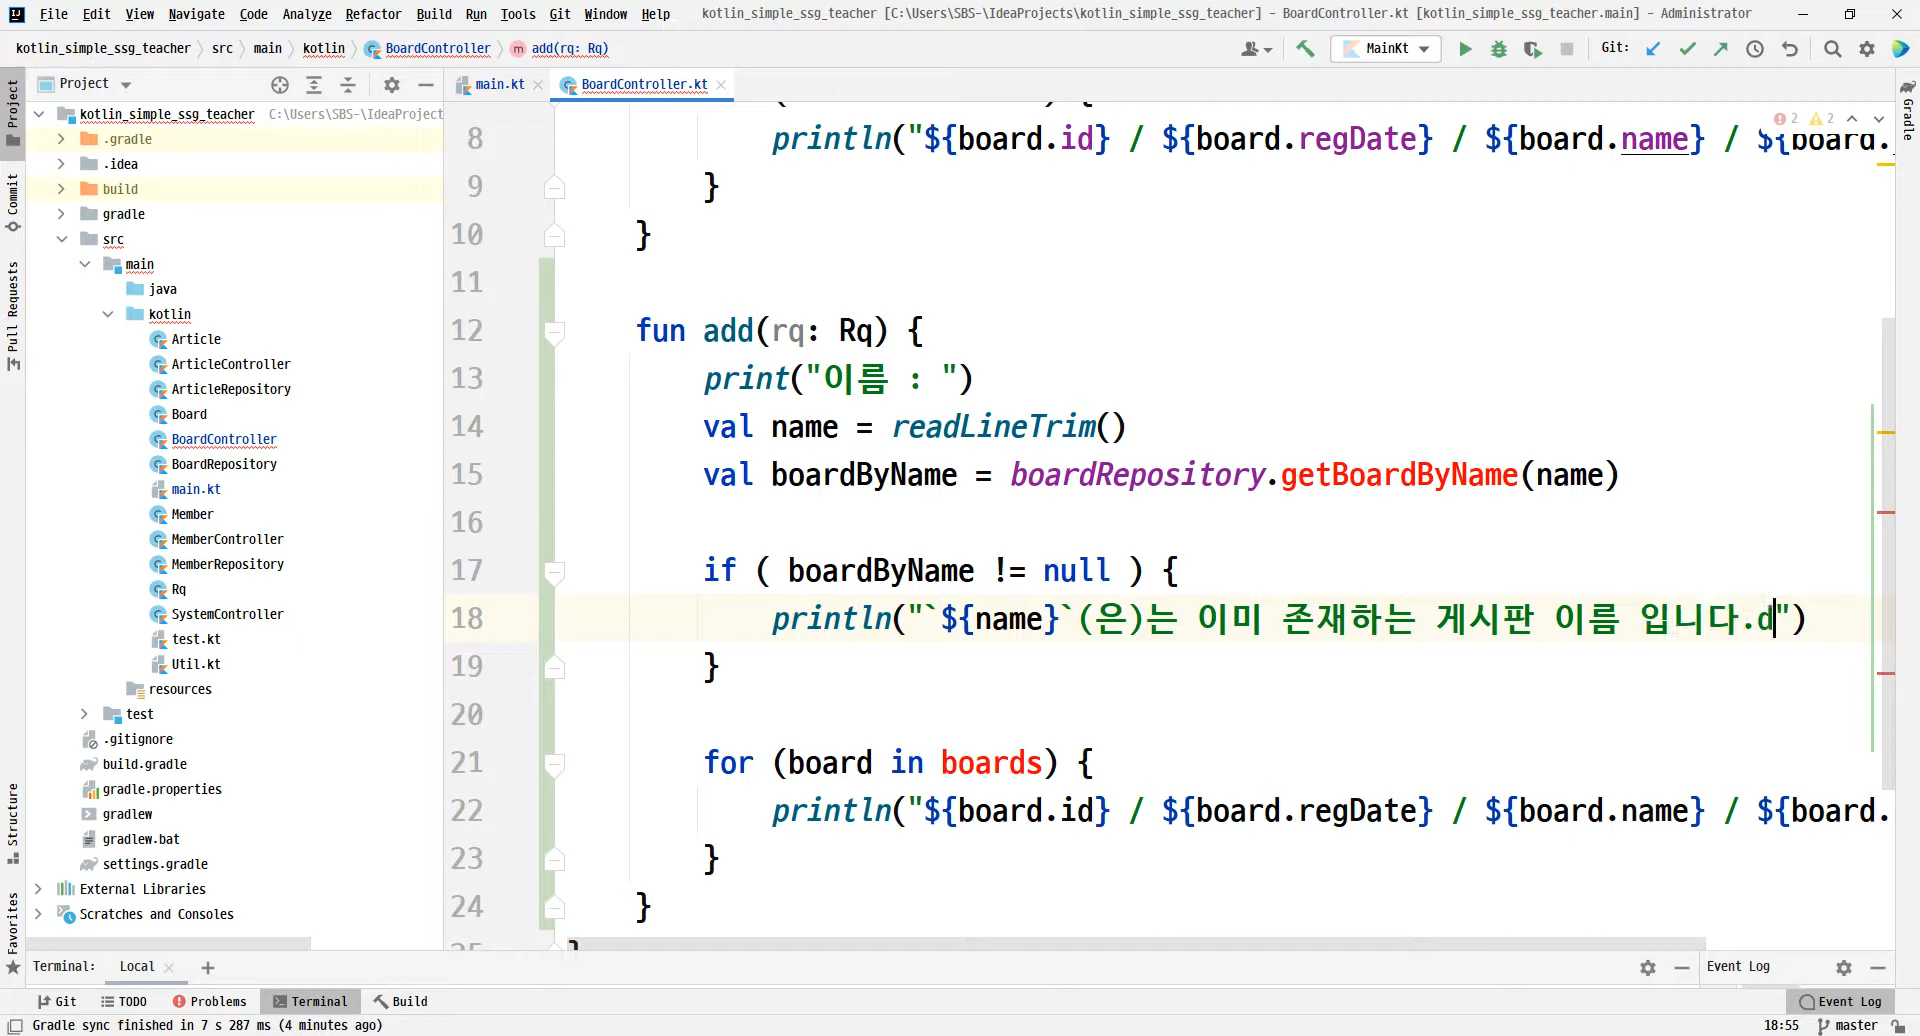 File Edit View Navigate Code Analyze Refactor Build Run Tools Git Window Help kotlin_simple_ssg_teacher [C:\Users\SBS-\IdeaProjects\kotlin_simple_ssg_teacher] - BoardController.kt [kotlin_simple_ssg_teacher.main] - Administrator
kotlin_simple_ssg_teacher src main kotlin BoardController add(rq: Rq) MainKt Git:
Project
main.kt
BoardController.kt
kotlin_simple_ssg_teacher C:\Users\SBS-\IdeaProject
.gradle
.idea
build
gradle
src
main
java
kotlin
Article
ArticleController
ArticleRepository
Board
BoardController
BoardRepository
main.kt
Member
MemberController
MemberRepository
Rq
SystemController
test.kt
Util.kt
resources
test
.gitignore
build.gradle
gradle.properties
gradlew
gradlew.bat
settings.gradle
External Libraries
Scratches and Consoles
Project
Commit
Pull Requests
Structure
Favorites
Gradle
2 2
{
8 println("${board.id} / ${board.regDate} / ${board.name} / ${board.
9 }
10 }
11
12 fun add(rq: Rq) {
13 print("이름 : ")
14 val name = readLineTrim()
15 val boardByName = boardRepository.getBoardByName(name)
16
17 if ( boardByName != null ) {
18 println("`${name}`(은)는 이미 존재하는 게시판 이름 입니다.d")
19 }
20
21 for (board in boards) {
22 println("${board.id} / ${board.regDate} / ${board.name} / ${board.
23 }
24 }
25 }
Terminal: Local
Event Log
Git TODO Problems Terminal Build Event Log
Gradle sync finished in 7 s 287 ms (4 minutes ago) 18:55 master